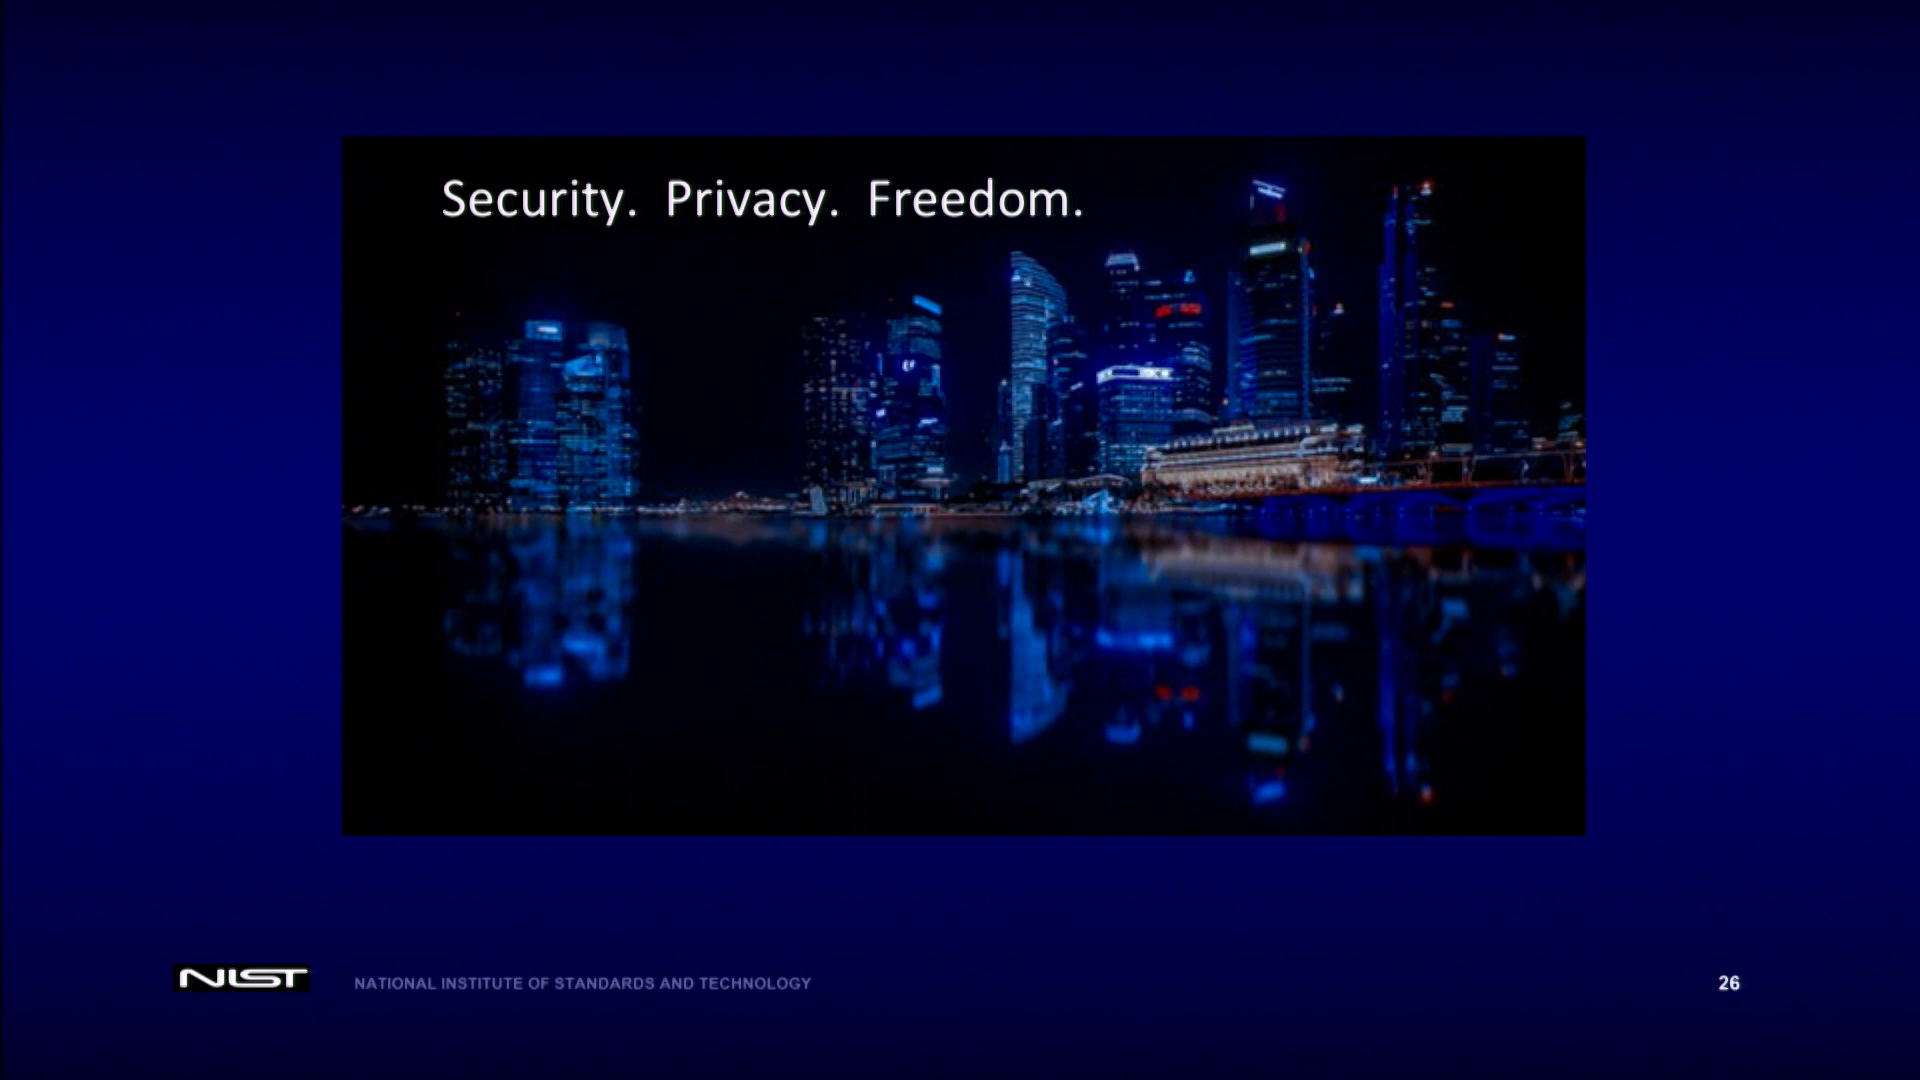 Security. Privacy. Freedom.
NIST
NATIONAL INSTITUTE OF STANDARDS AND TECHNOLOGY
26